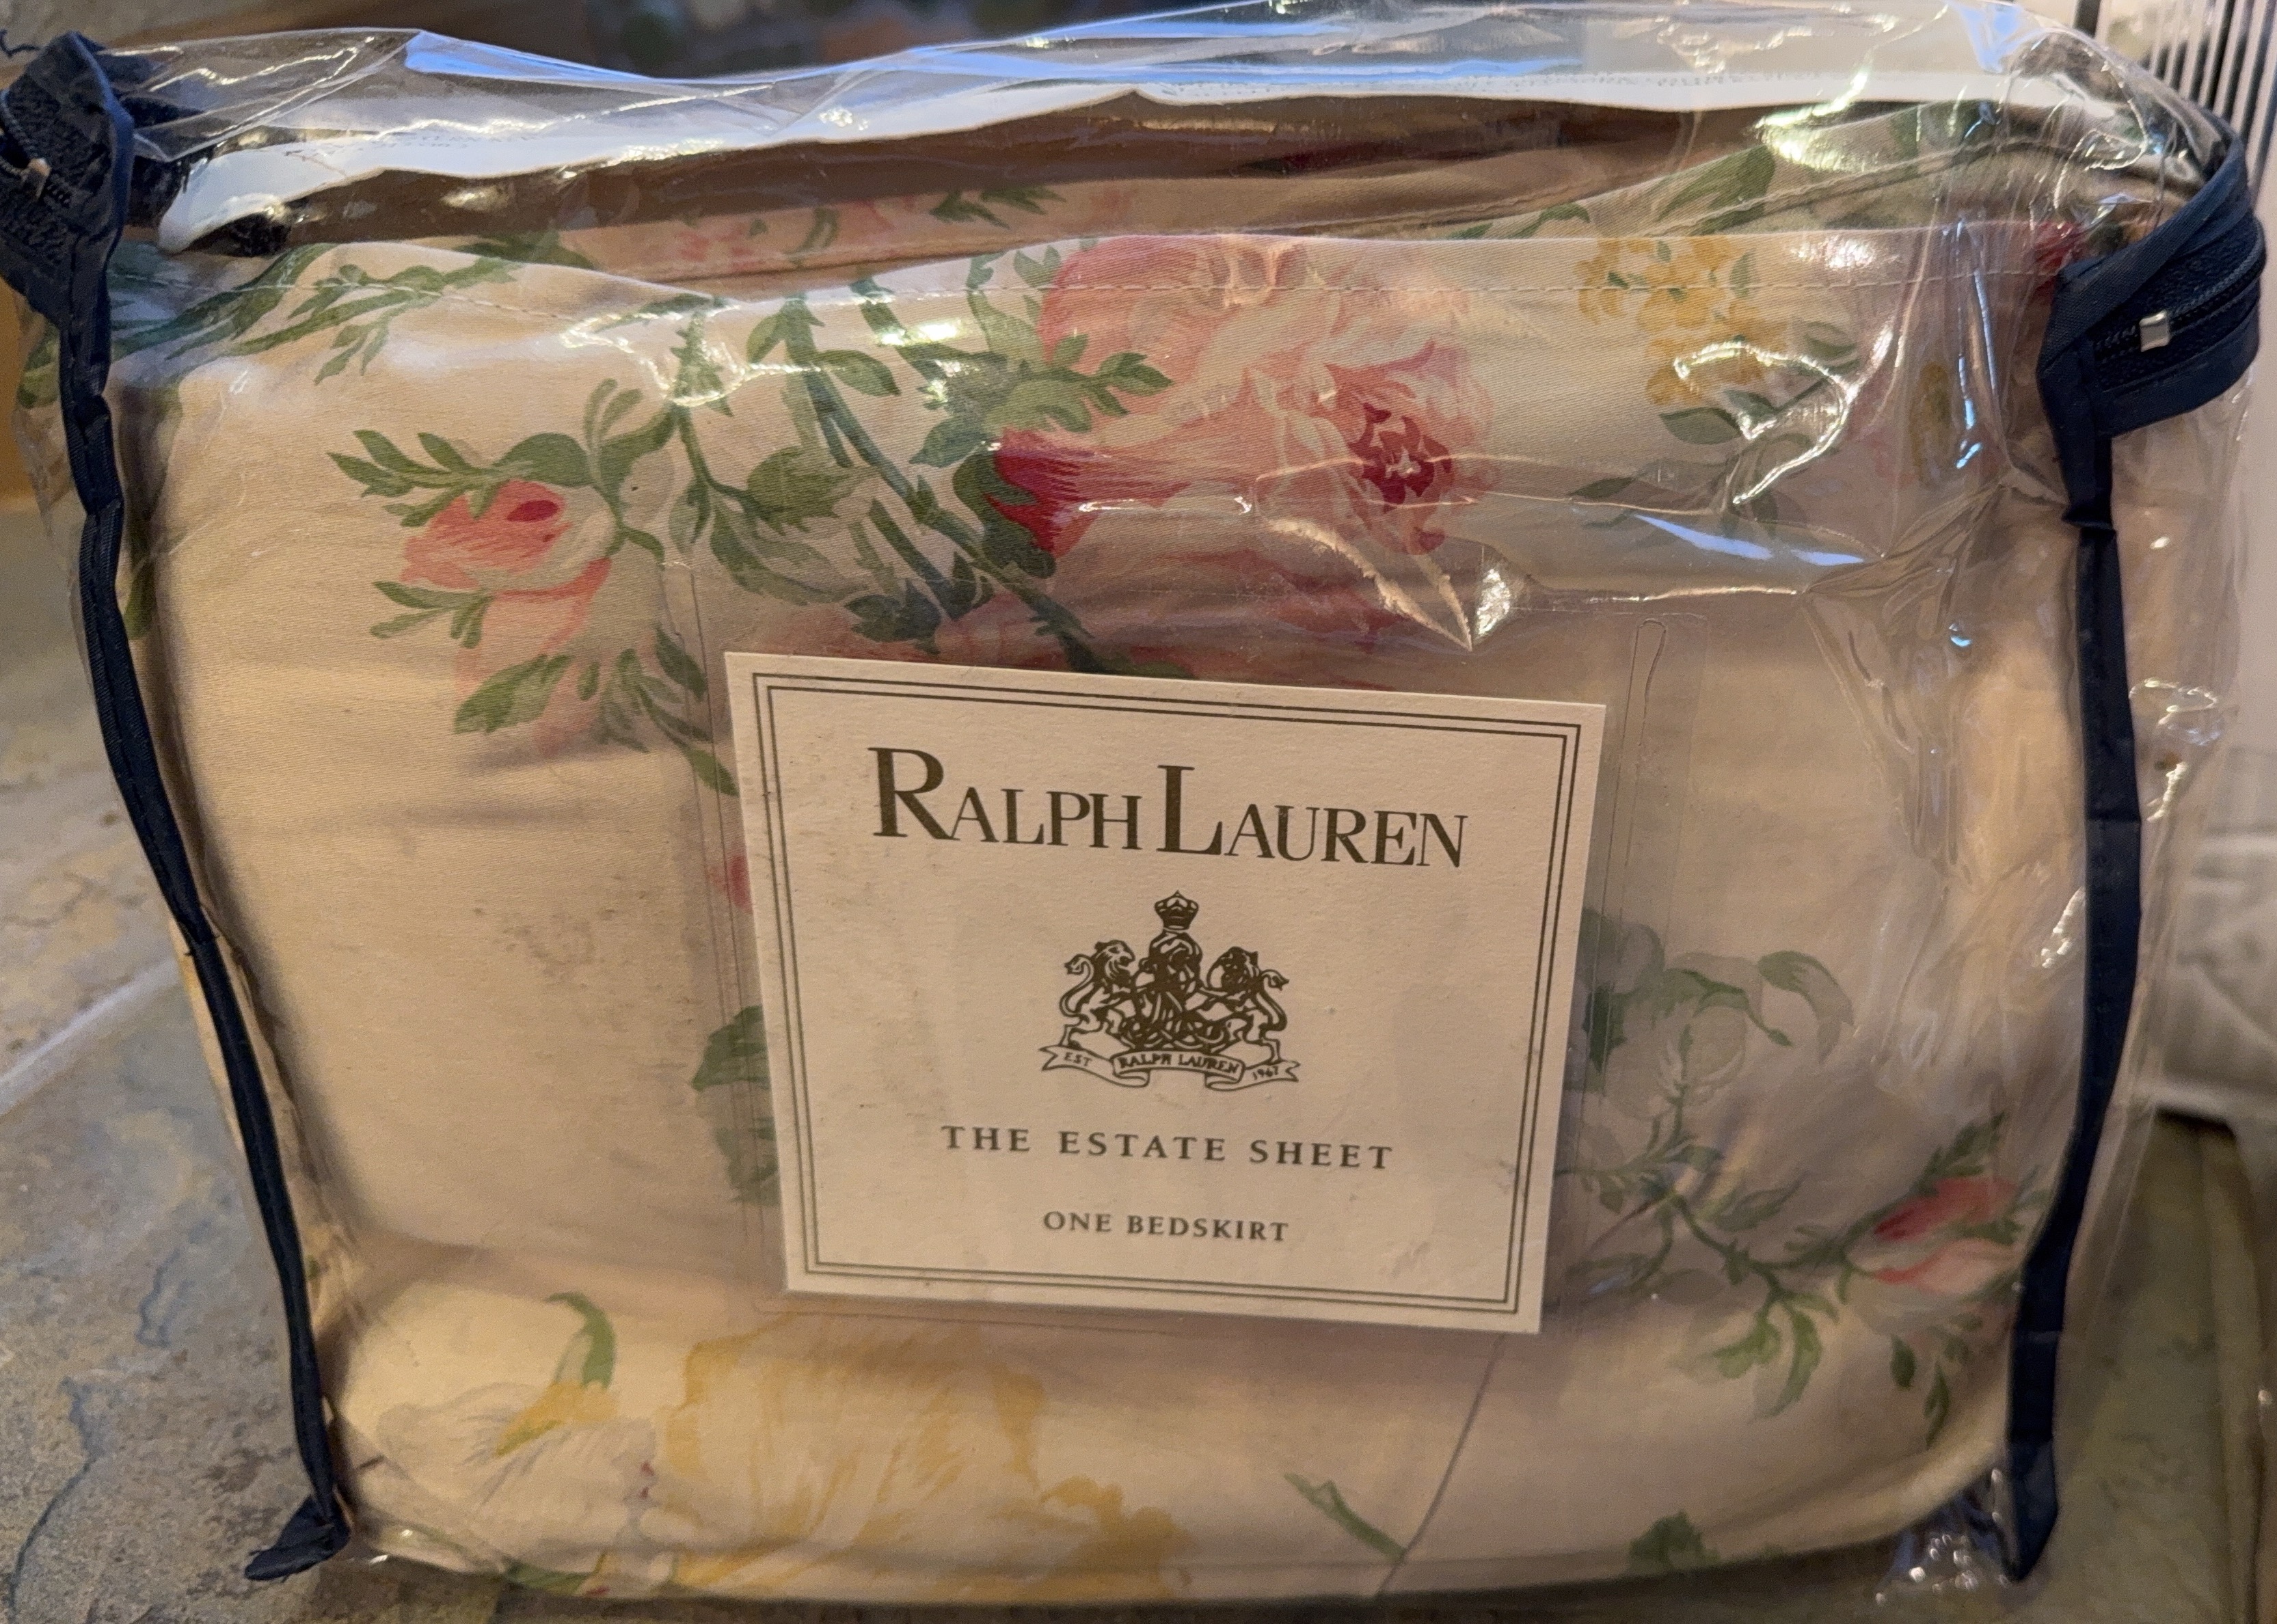 RALPH LAUREN
EST RALPH LAUREN 1967
THE ESTATE SHEET
ONE BEDSKIRT